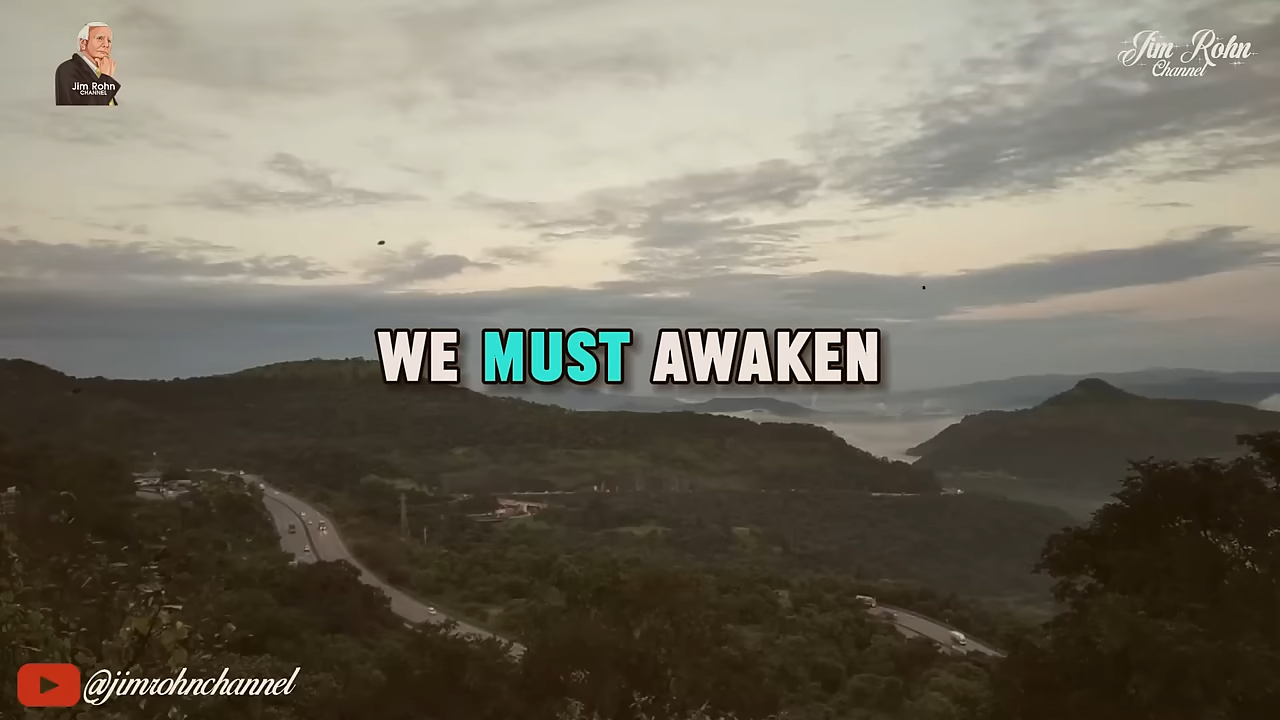 Jim Rohn
CHANNEL
Jim Rohn
Channel
WE MUST AWAKEN
@jimrohnchannel